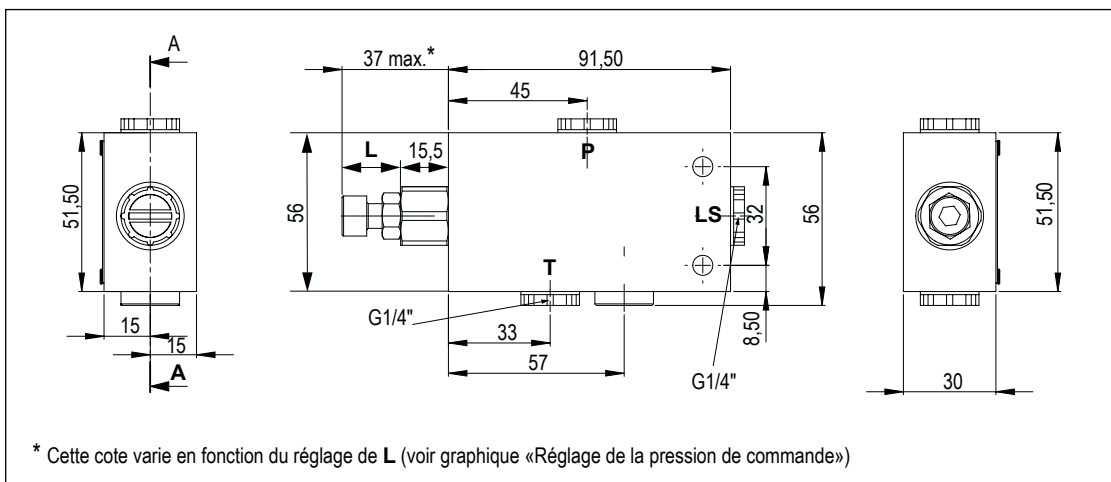 A
37 max.*
91,50
45
L
15,5
P
51,50
56
LS
32
56
51,50
T
G1/4"
33
8,50
15
15
57
G1/4"
A
30
* Cette cote varie en fonction du réglage de L (voir graphique «Réglage de la pression de commande»)